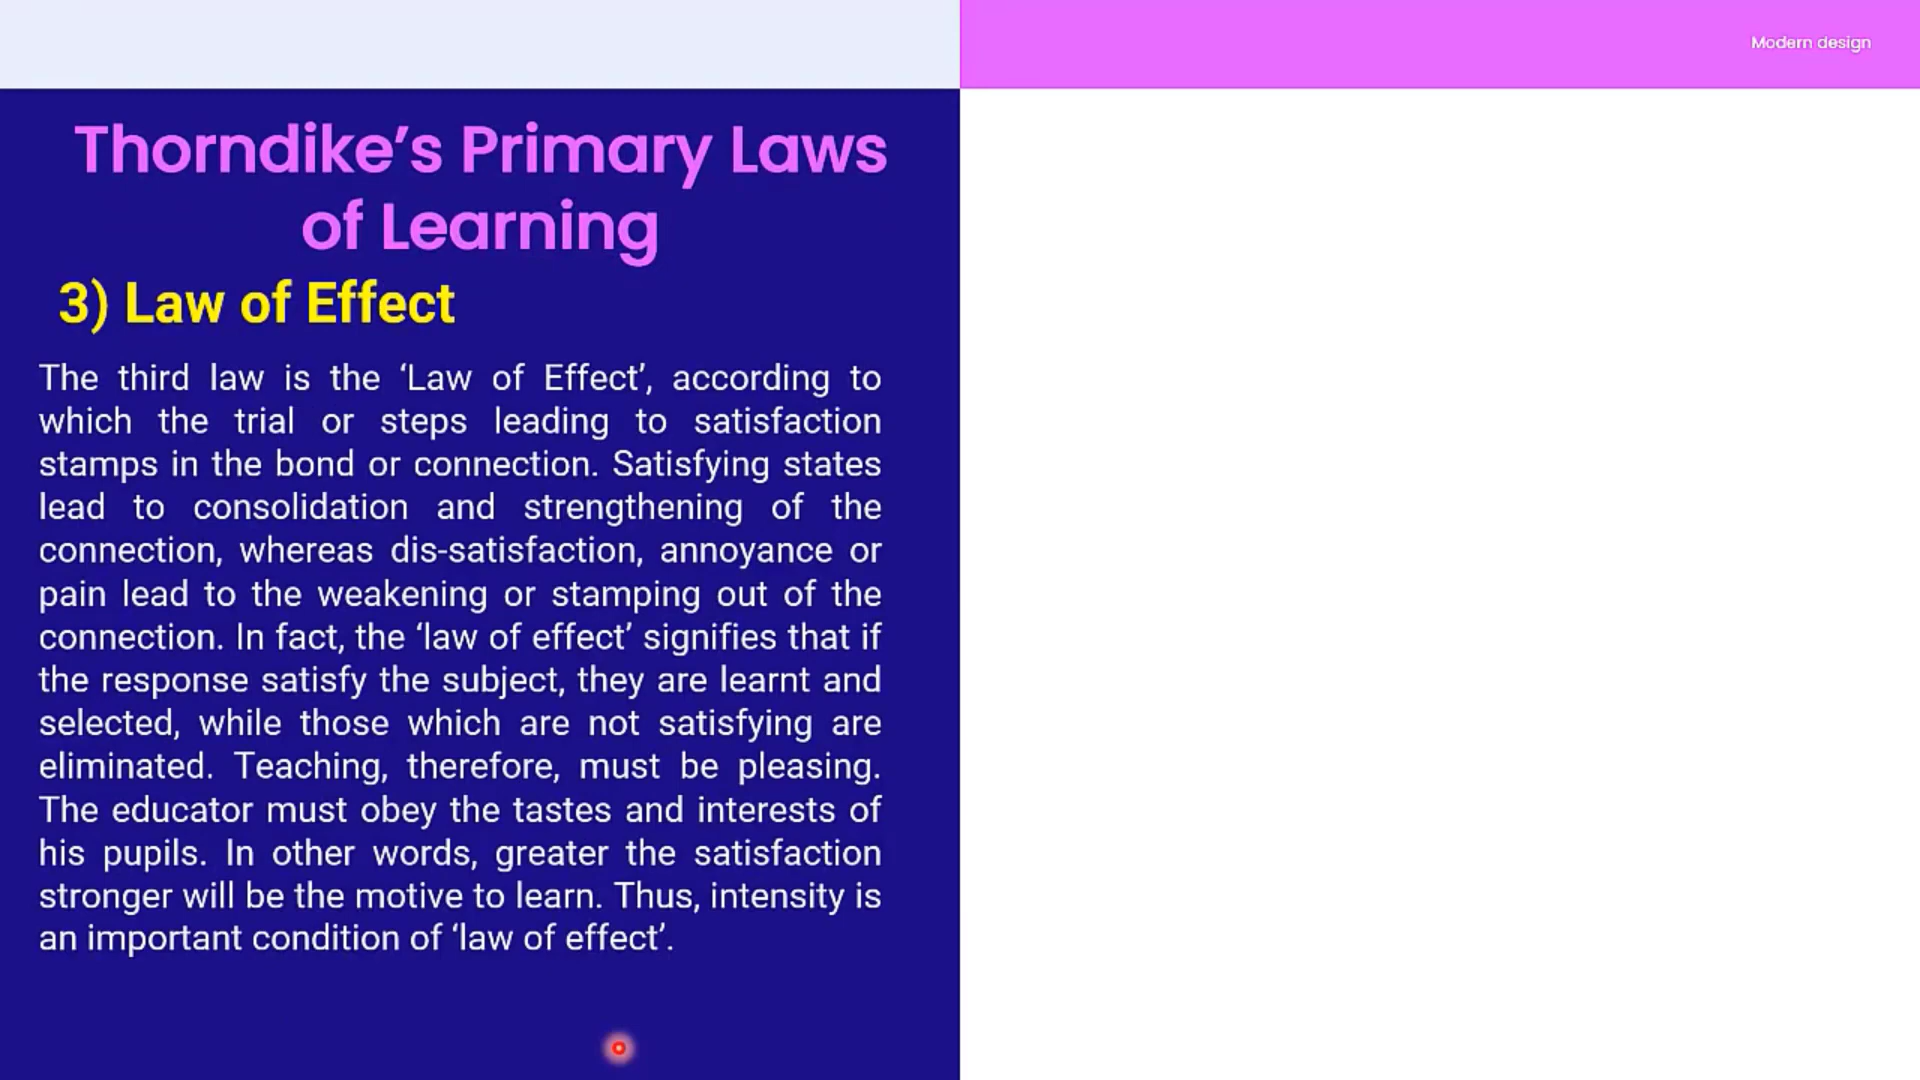 Modern design
Thorndike’s Primary Laws
of Learning
3) Law of Effect
The third law is the ‘Law of Effect’, according to
which the trial or steps leading to satisfaction
stamps in the bond or connection. Satisfying states
lead to consolidation and strengthening of the
connection, whereas dis-satisfaction, annoyance or
pain lead to the weakening or stamping out of the
connection. In fact, the ‘law of effect’ signifies that if
the response satisfy the subject, they are learnt and
selected, while those which are not satisfying are
eliminated. Teaching, therefore, must be pleasing.
The educator must obey the tastes and interests of
his pupils. In other words, greater the satisfaction
stronger will be the motive to learn. Thus, intensity is
an important condition of ‘law of effect’.